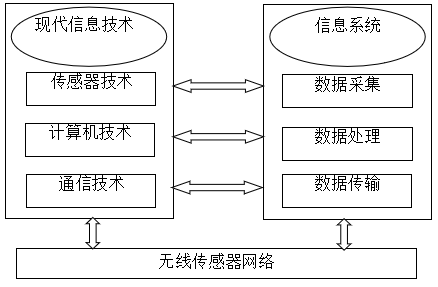 现代信息技术
传感器技术
计算机技术
通信技术
信息系统
数据采集
数据处理
数据传输
无线传感器网络